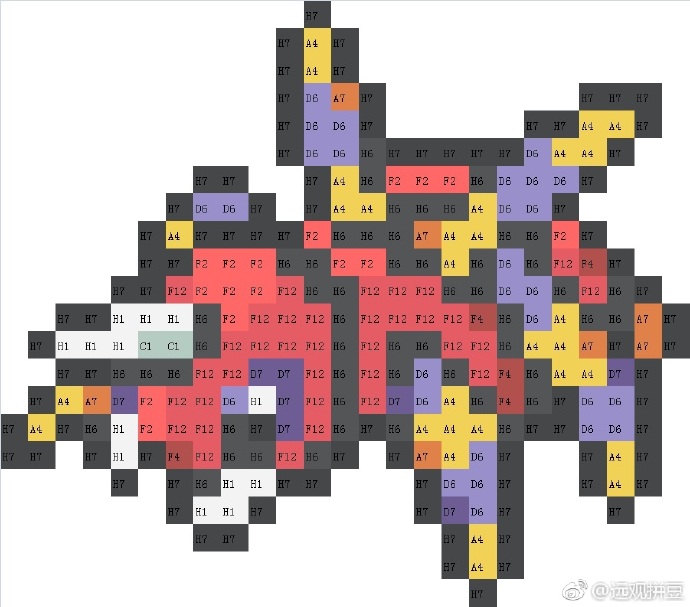 H7
H7 A4 H7
H7 A4 H7
H7 D6 A7 H7 H7 H7 H7
H7 D6 D6 H7 H7 H7 A4 A4 H7
H7 D6 D6 H6 H7 H7 H7 H7 H7 D6 A4 A4 H7
H7 H7 H7 A4 H6 F2 F2 F2 H6 D6 D6 D6 H7
H7 D6 D6 H7 H7 A4 A4 H6 H6 H6 A4 D6 D6 H7
H7 A4 H7 H7 H7 H7 F2 H6 H6 H6 A7 A4 A4 H6 H6 F2 H7
H7 H7 F2 F2 F2 H6 H6 F2 F2 H6 H6 A4 H6 D6 H6 F12 F4 H7
H7 H7 F12 F2 F2 F2 F12 H6 F12 F12 F12 H6 H6 D6 D6 H6 F12 H6 H7
H7 H7 H1 H1 H1 H6 F2 F12 F12 F12 H6 F12 F12 F12 F12 F4 H6 D6 A4 H6 H6 A7 H7
H7 H1 H1 H1 C1 C1 H6 F12 F12 F12 F12 H6 F12 H6 H6 F12 F12 H6 A4 A4 A7 H7 A7 H7
H7 H7 H6 H6 H6 F12 F12 D7 D7 F12 H6 F12 H6 D6 H6 F12 F4 H6 A4 A4 D7 H7
H7 A4 A7 D7 F2 F12 F12 D6 H1 D7 F12 H6 F12 D7 D6 A4 H6 F4 H6 H7 D6 D6 H7
H7 A4 H7 H6 H1 F2 F12 F12 H6 H7 D7 F12 H6 H6 H6 A4 A4 A4 H6 H7 H7 D6 D6 H7
H7 H7 H7 H1 H7 F4 F12 H6 H6 F12 H6 H7 H7 A7 A4 D6 H7 H7 A4 H7
H7 H7 H6 H1 H1 H7 H7 H7 D6 D6 H7 H7 A4 H7
H7 H1 H1 H7 H7 D7 D6 H7 H7
H7 H7 H7 A4 H7
H7 A4 H7
H7
@远观拼豆